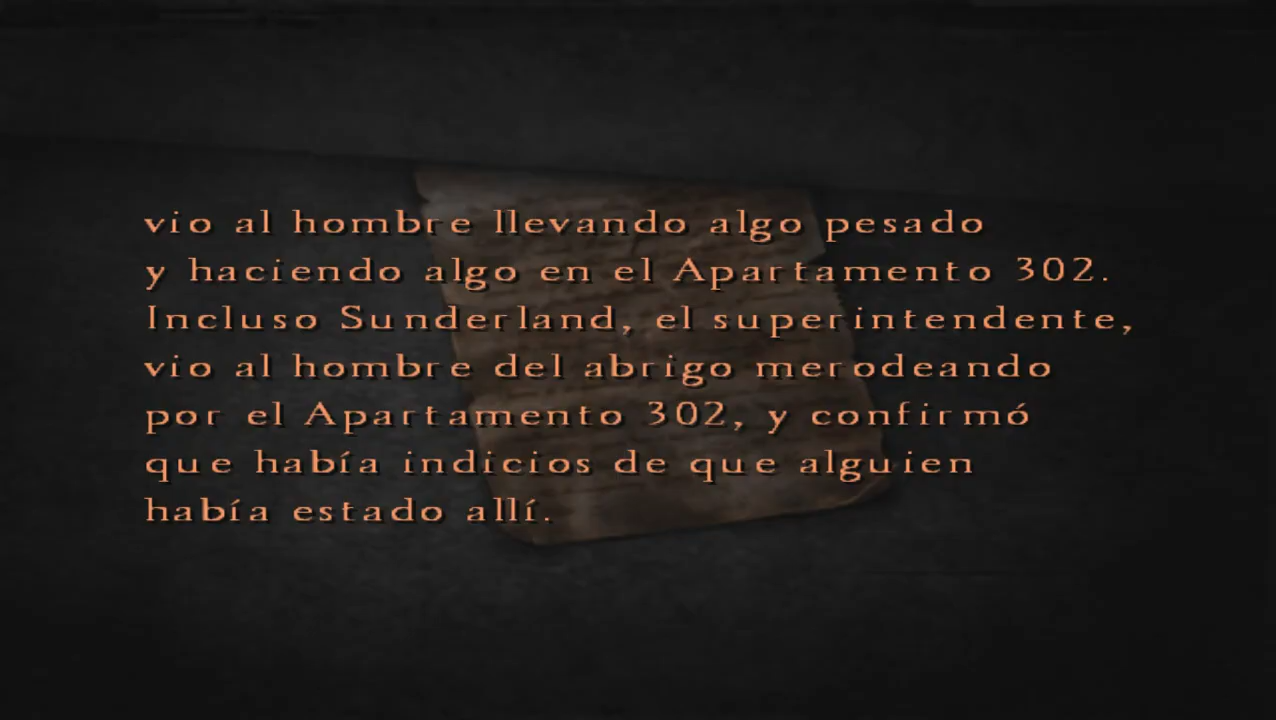 vio al hombre llevando algo pesado
y haciendo algo en el Apartamento 302.
Incluso Sunderland, el superintendente,
vio al hombre del abrigo merodeando
por el Apartamento 302, y confirmó
que había indicios de que alguien
había estado allí.